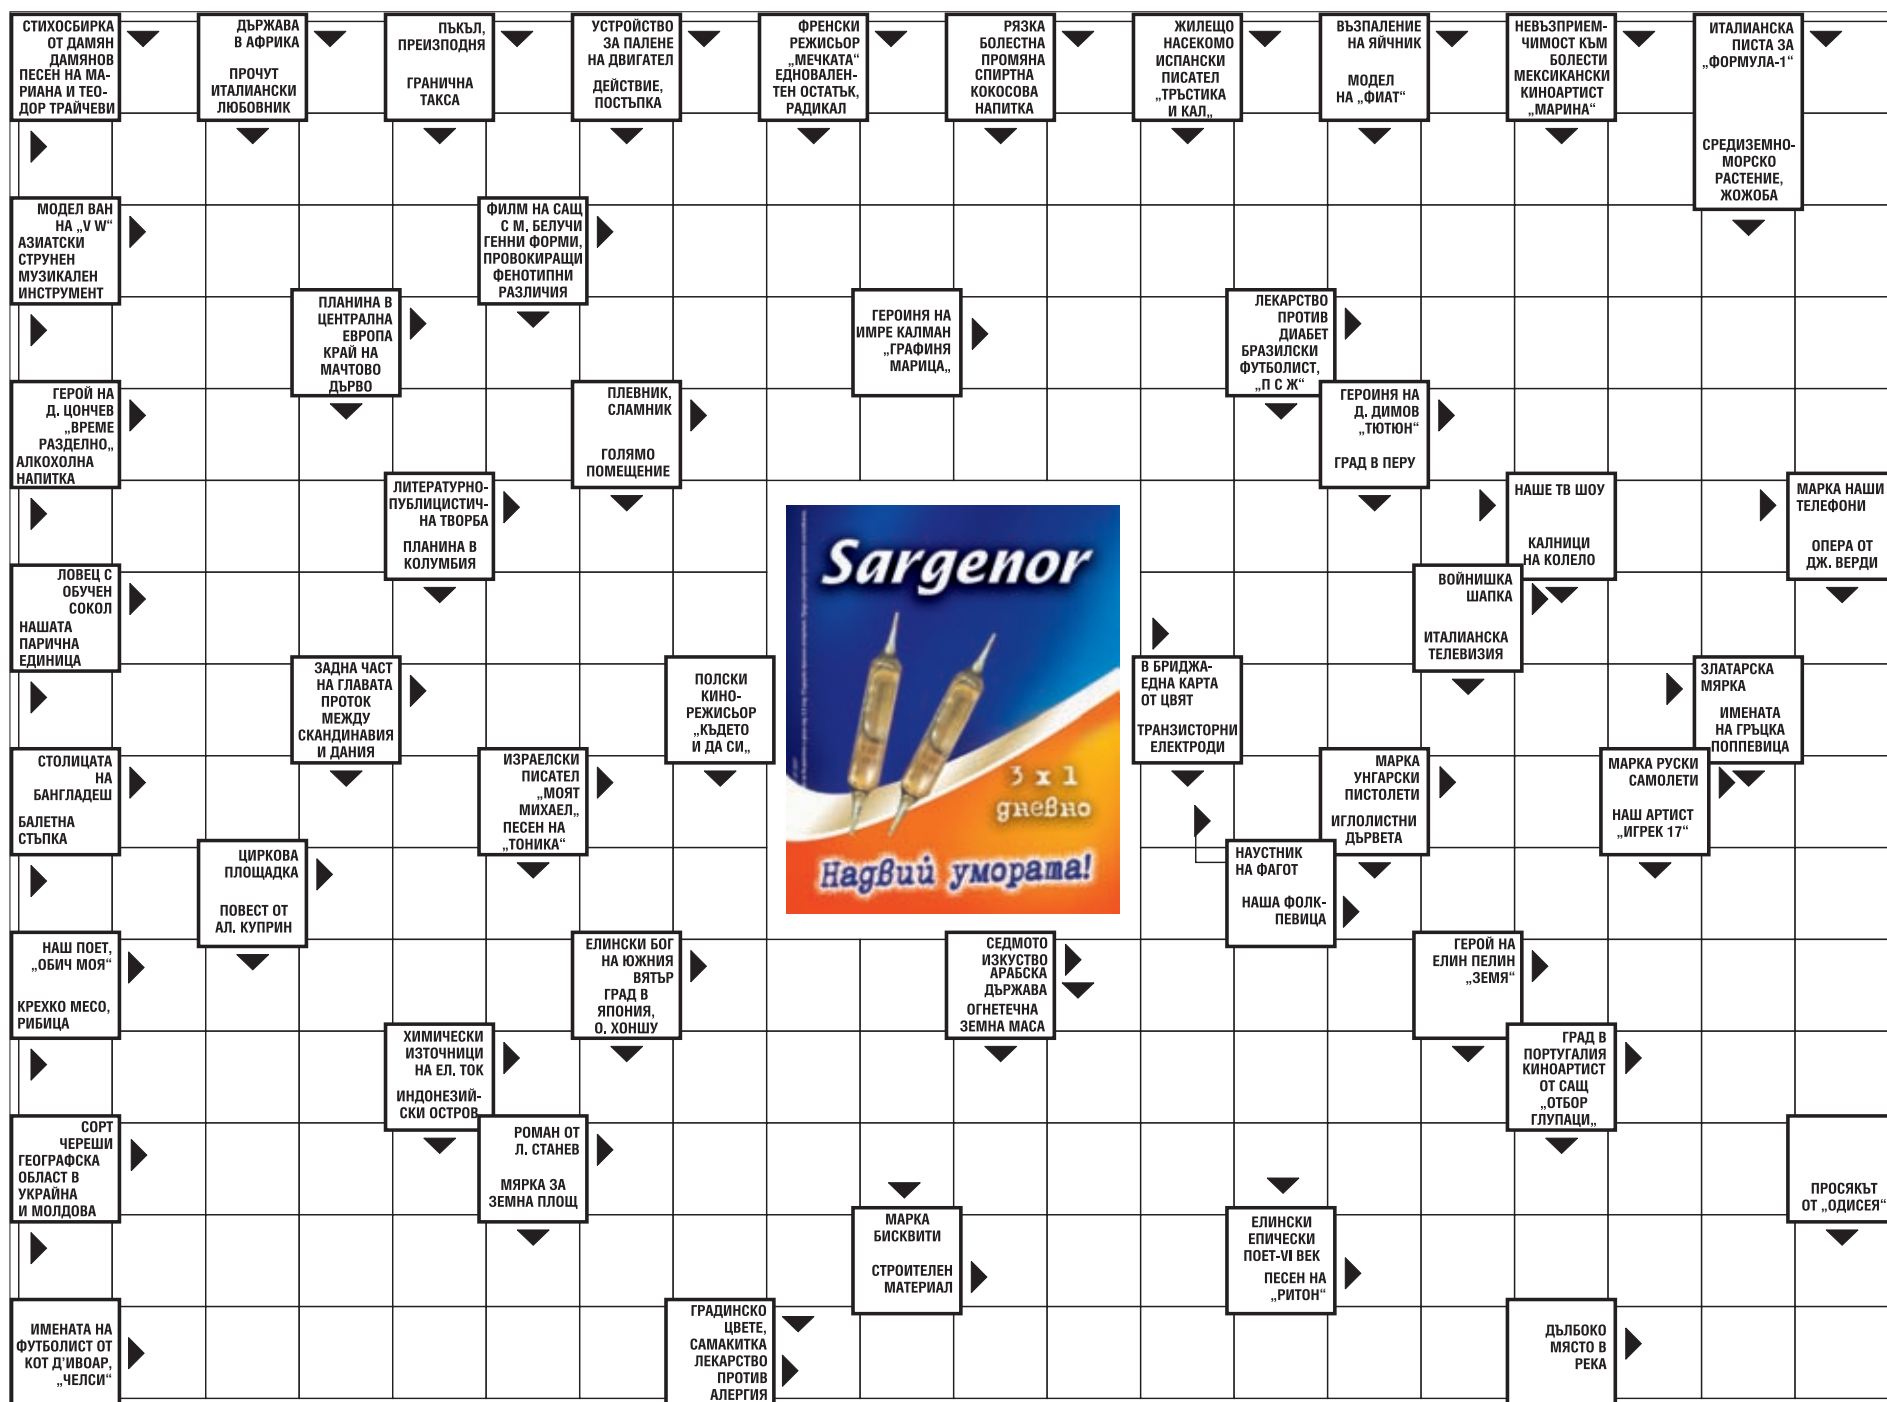 СТИХОСБИРКА
ОТ ДАМЯН
ДАМЯНОВ
ПЕСЕН НА МА-
РИАНА И ТЕО-
ДОР ТРАЙЧЕВИ
ДЪРЖАВА
В АФРИКА
ПРОЧУТ
ИТАЛИАНСКИ
ЛЮБОВНИК
ПЪКЪЛ,
ПРЕИЗПОДНЯ
ГРАНИЧНА
ТАКСА
УСТРОЙСТВО
ЗА ПАЛЕНЕ
НА ДВИГАТЕЛ
ДЕЙСТВИЕ,
ПОСТЪПКА
ФРЕНСКИ
РЕЖИСЬОР
„МЕЧКАТА“
ЕДНОВАЛЕН-
ТЕН ОСТАТЪК,
РАДИКАЛ
РЯЗКА
БОЛЕСТНА
ПРОМЯНА
СПИРТНА
КОКОСОВА
НАПИТКА
ЖИЛЕЩО
НАСЕКОМО
ИСПАНСКИ
ПИСАТЕЛ
„ТРЪСТИКА
И КАЛ„
ВЪЗПАЛЕНИЕ
НА ЯЙЧНИК
МОДЕЛ
НА „ФИАТ“
НЕВЪЗПРИЕМ-
ЧИМОСТ КЪМ
БОЛЕСТИ
МЕКСИКАНСКИ
КИНОАРТИСТ
„МАРИНА“
ИТАЛИАНСКА
ПИСТА ЗА
„ФОРМУЛА-1“
СРЕДИЗЕМНО-
МОРСКО
РАСТЕНИЕ,
ЖОЖОБА
МОДЕЛ ВАН
НА „V W“
АЗИАТСКИ
СТРУНЕН
МУЗИКАЛЕН
ИНСТРУМЕНТ
ФИЛМ НА САЩ
С М. БЕЛУЧИ
ГЕННИ ФОРМИ,
ПРОВОКИРАЩИ
ФЕНОТИПНИ
РАЗЛИЧИЯ
ПЛАНИНА В
ЦЕНТРАЛНА
ЕВРОПА
КРАЙ НА
МАЧТОВО
ДЪРВО
ГЕРОИНЯ НА
ИМРЕ КАЛМАН
„ГРАФИНЯ
МАРИЦА„
ЛЕКАРСТВО
ПРОТИВ
ДИАБЕТ
БРАЗИЛСКИ
ФУТБОЛИСТ,
„П С Ж“
ГЕРОЙ НА
Д. ЦОНЧЕВ
„ВРЕМЕ
РАЗДЕЛНО„
АЛКОХОЛНА
НАПИТКА
ПЛЕВНИК,
СЛАМНИК
ГОЛЯМО
ПОМЕЩЕНИЕ
ГЕРОИНЯ НА
Д. ДИМОВ
„ТЮТЮН“
ГРАД В ПЕРУ
ЛИТЕРАТУРНО-
ПУБЛИЦИСТИЧ-
НА ТВОРБА
ПЛАНИНА В
КОЛУМБИЯ
НАШЕ ТВ ШОУ
КАЛНИЦИ
НА КОЛЕЛО
МАРКА НАШИ
ТЕЛЕФОНИ
ОПЕРА ОТ
ДЖ. ВЕРДИ
Sargenor
ЛОВЕЦ С
ОБУЧЕН
СОКОЛ
НАШАТА
ПАРИЧНА
ЕДИНИЦА
ВОЙНИШКА
ШАПКА
ИТАЛИАНСКА
ТЕЛЕВИЗИЯ
ЗАДНА ЧАСТ
НА ГЛАВАТА
ПРОТОК
МЕЖДУ
СКАНДИНАВИЯ
И ДАНИЯ
ПОЛСКИ
КИНО-
РЕЖИСЬОР
„КЪДЕТО
И ДА СИ„
В БРИДЖА-
ЕДНА КАРТА
ОТ ЦВЯТ
ТРАНЗИСТОРНИ
ЕЛЕКТРОДИ
ЗЛАТАРСКА
МЯРКА
ИМЕНАТА
НА ГРЪЦКА
ПОППЕВИЦА
СТОЛИЦАТА
НА
БАНГЛАДЕШ
БАЛЕТНА
СТЪПКА
ИЗРАЕЛСКИ
ПИСАТЕЛ
„МОЯТ
МИХАЕЛ„
ПЕСЕН НА
„ТОНИКА“
3 x 1
дневно
МАРКА
УНГАРСКИ
ПИСТОЛЕТИ
ИГЛОЛИСТНИ
ДЪРВЕТА
МАРКА РУСКИ
САМОЛЕТИ
НАШ АРТИСТ
„ИГРЕК 17“
ЦИРКОВА
ПЛОЩАДКА
ПОВЕСТ ОТ
АЛ. КУПРИН
Надвий умората!
НАУСТНИК
НА ФАГОТ
НАША ФОЛК-
ПЕВИЦА
НАШ ПОЕТ,
„ОБИЧ МОЯ“
КРЕХКО МЕСО,
РИБИЦА
ЕЛИНСКИ БОГ
НА ЮЖНИЯ
ВЯТЪР
ГРАД В
ЯПОНИЯ,
О. ХОНШУ
СЕДМОТО
ИЗКУСТВО
АРАБСКА
ДЪРЖАВА
ОГНЕТЕЧНА
ЗЕМНА МАСА
ГЕРОЙ НА
ЕЛИН ПЕЛИН
„ЗЕМЯ“
ХИМИЧЕСКИ
ИЗТОЧНИЦИ
НА ЕЛ. ТОК
ИНДОНЕЗИЙ-
СКИ ОСТРОВ
ГРАД В
ПОРТУГАЛИЯ
КИНОАРТИСТ
ОТ САЩ
„ОТБОР
ГЛУПАЦИ„
СОРТ
ЧЕРЕШИ
ГЕОГРАФСКА
ОБЛАСТ В
УКРАЙНА
И МОЛДОВА
РОМАН ОТ
Л. СТАНЕВ
МЯРКА ЗА
ЗЕМНА ПЛОЩ
ПРОСЯКЪТ
ОТ „ОДИСЕЯ“
МАРКА
БИСКВИТИ
СТРОИТЕЛЕН
МАТЕРИАЛ
ЕЛИНСКИ
ЕПИЧЕСКИ
ПОЕТ-VI ВЕК
ПЕСЕН НА
„РИТОН“
ИМЕНАТА НА
ФУТБОЛИСТ ОТ
КОТ Д'ИВОАР,
„ЧЕЛСИ“
ГРАДИНСКО
ЦВЕТЕ,
САМАКИТКА
ЛЕКАРСТВО
ПРОТИВ
АЛЕРГИЯ
ДЪЛБОКО
МЯСТО В
РЕКА